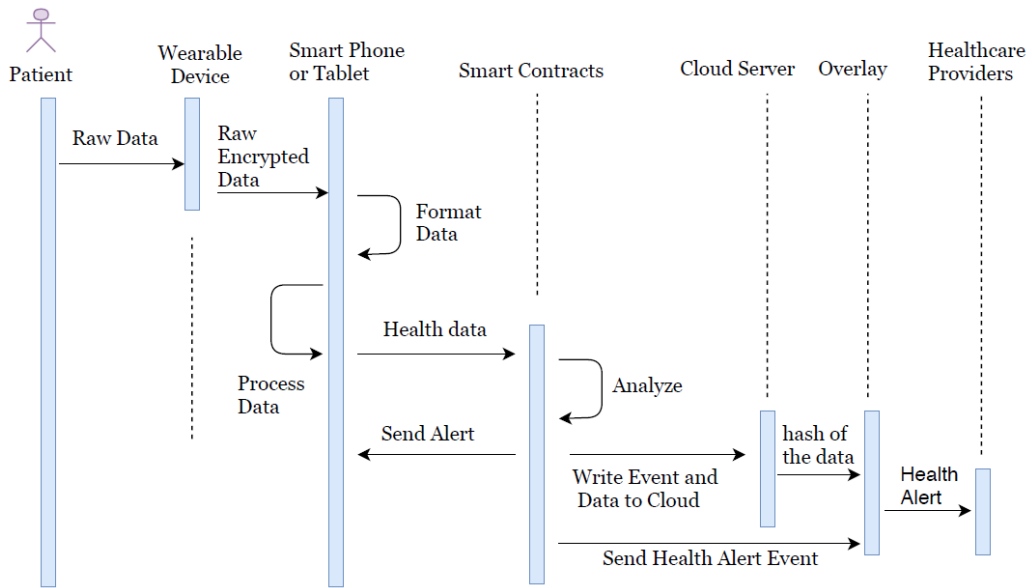 Patient
Wearable
Device
Smart Phone
or Tablet
Smart Contracts
Cloud Server
Overlay
Healthcare
Providers
Raw Data
Raw
Encrypted
Data
Format
Data
Process
Data
Health data
Analyze
Send Alert
Write Event and
Data to Cloud
hash of
the data
Health
Alert
Send Health Alert Event